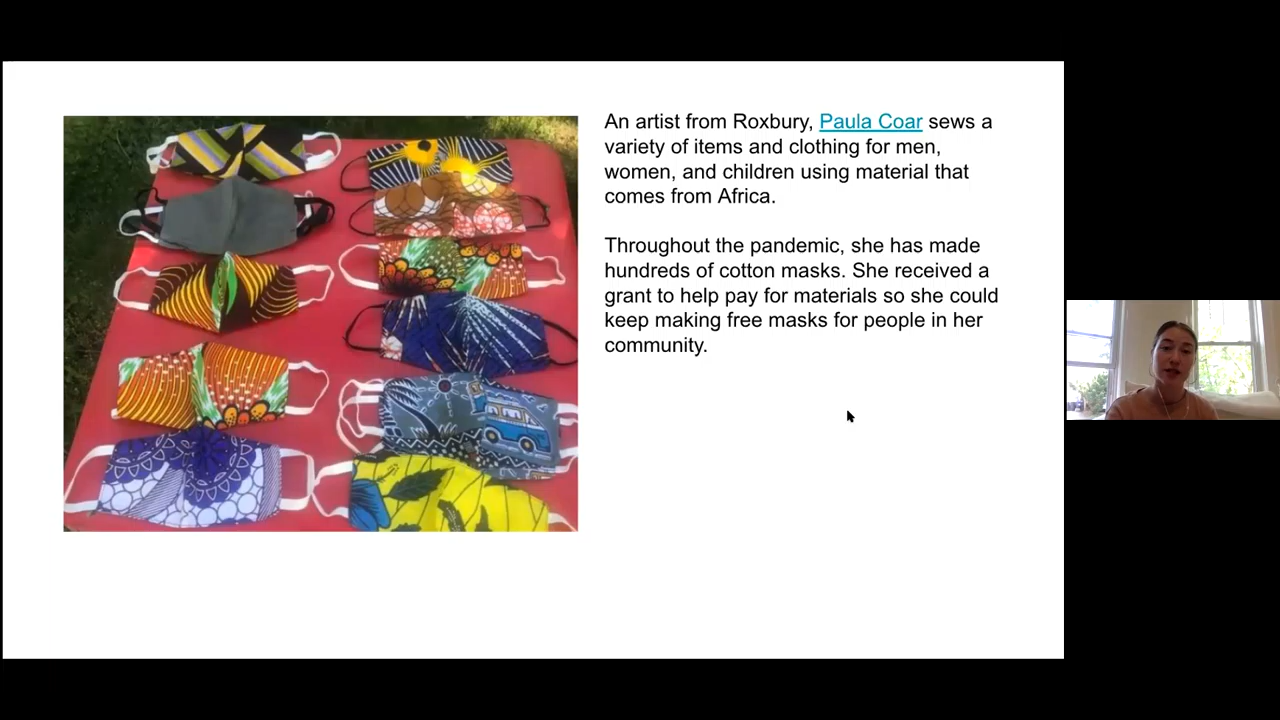 An artist from Roxbury, Paula Coar sews a
variety of items and clothing for men,
women, and children using material that
comes from Africa.
Throughout the pandemic, she has made
hundreds of cotton masks. She received a
grant to help pay for materials so she could
keep making free masks for people in her
community.